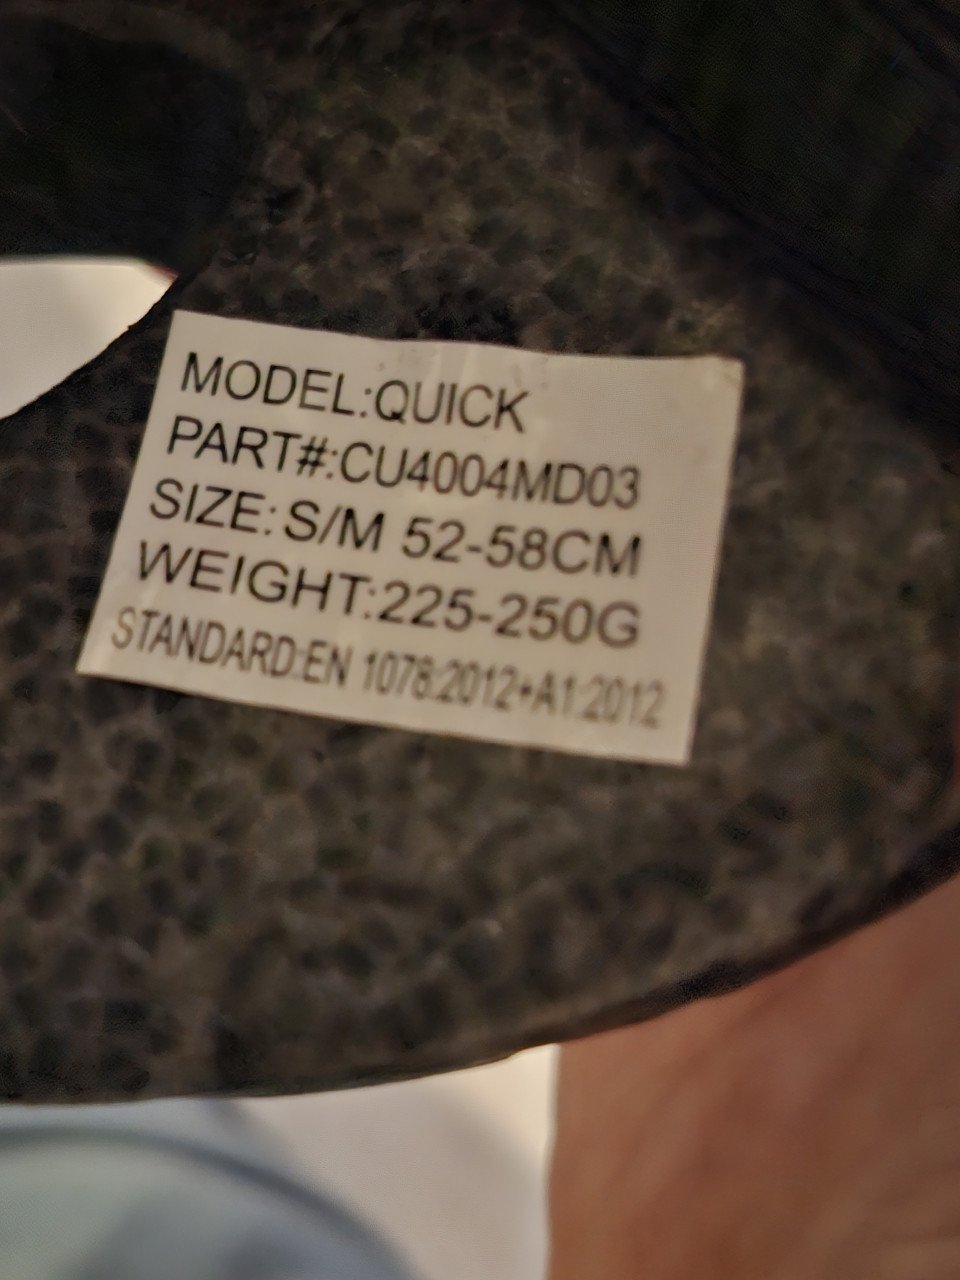 MODEL:QUICK
PART#:CU4004MD03
SIZE: S/M 52-58CM
WEIGHT:225-250G
STANDARD:EN 1078:2012+A1:2012